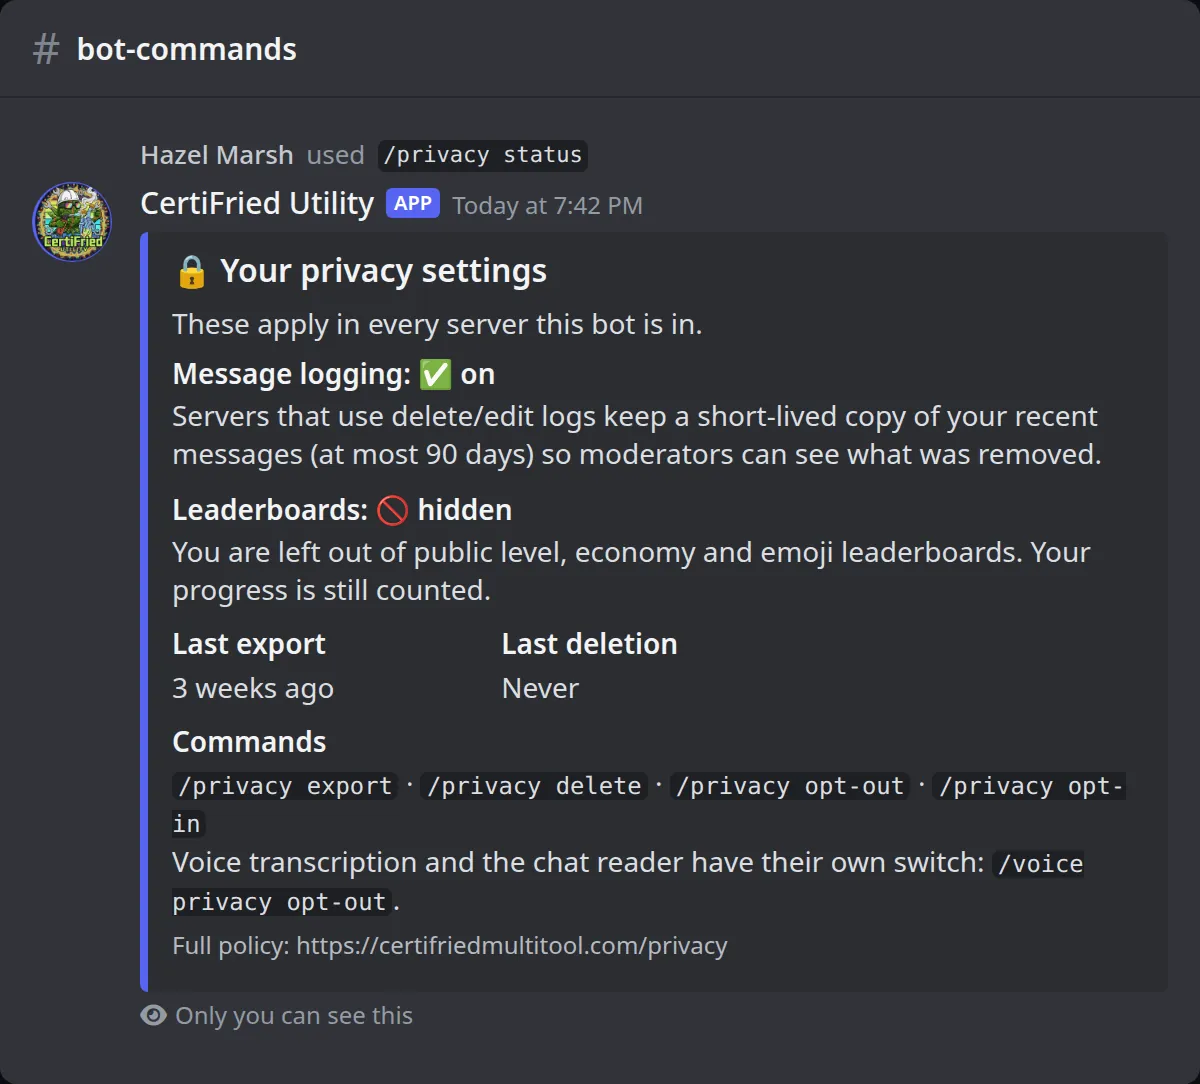 # bot-commands
Hazel Marsh used /privacy status
CertiFried Utility APP Today at 7:42 PM
CertiFried
🔒 Your privacy settings
These apply in every server this bot is in.
Message logging: ✅ on
Servers that use delete/edit logs keep a short-lived copy of your recent
messages (at most 90 days) so moderators can see what was removed.
Leaderboards: 🚫 hidden
You are left out of public level, economy and emoji leaderboards. Your
progress is still counted.
Last export Last deletion
3 weeks ago Never
Commands
/privacy export · /privacy delete · /privacy opt-out · /privacy opt-
in
Voice transcription and the chat reader have their own switch: /voice
privacy opt-out.
Full policy: https://certifriedmultitool.com/privacy
Only you can see this